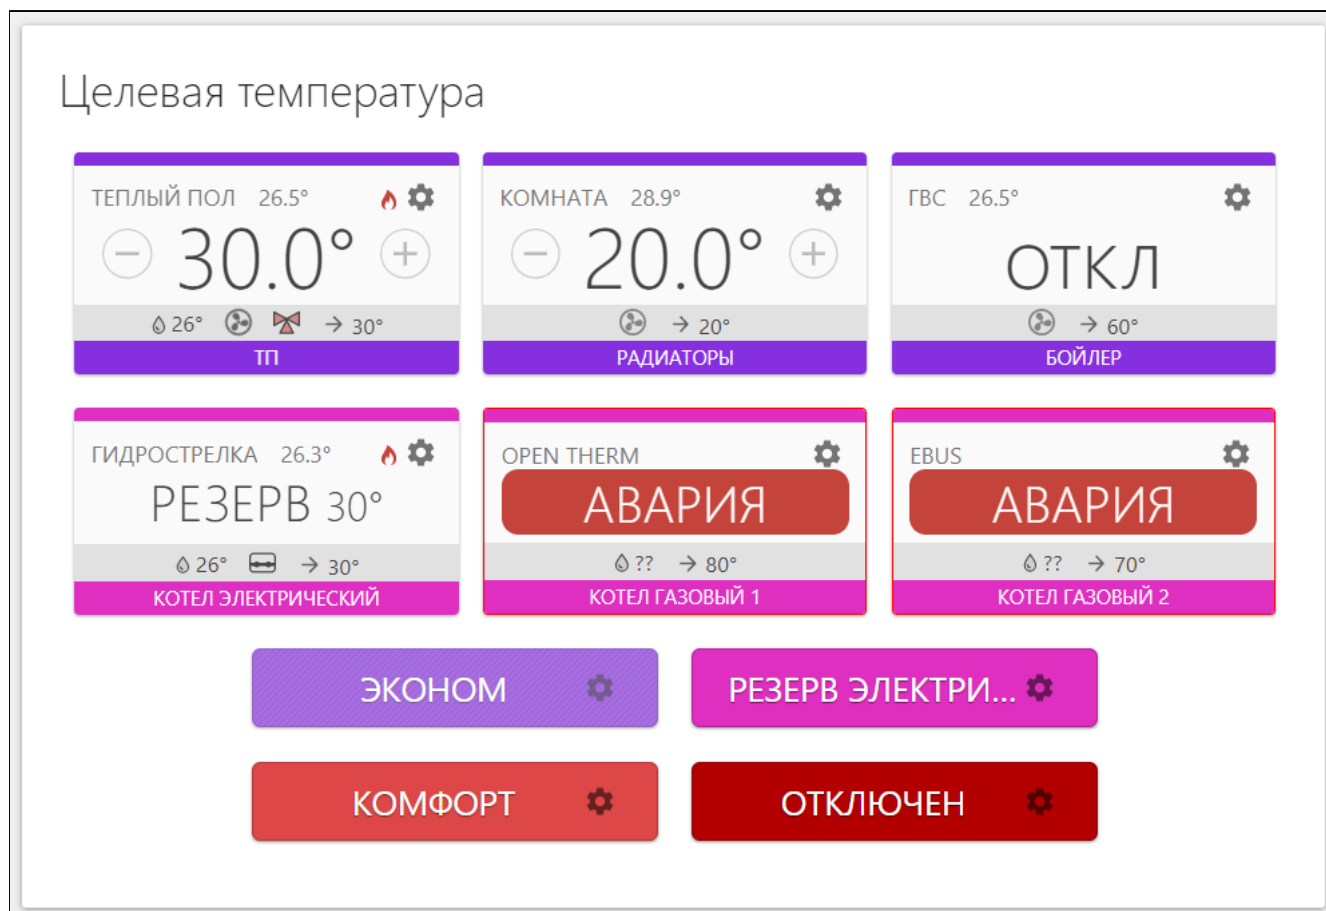 Целевая температура
ТЕПЛЫЙ ПОЛ 26.5°
30.0°
26° → 30°
ТП
КОМНАТА 28.9°
20.0°
→ 20°
РАДИАТОРЫ
ГВС 26.5°
ОТКЛ
→ 60°
БОЙЛЕР
ГИДРОСТРЕЛКА 26.3°
РЕЗЕРВ 30°
26° → 30°
КОТЕЛ ЭЛЕКТРИЧЕСКИЙ
OPEN THERM
АВАРИЯ
?? → 80°
КОТЕЛ ГАЗОВЫЙ 1
EBUS
АВАРИЯ
?? → 70°
КОТЕЛ ГАЗОВЫЙ 2
ЭКОНОМ
РЕЗЕРВ ЭЛЕКТРИ...
КОМФОРТ
ОТКЛЮЧЕН